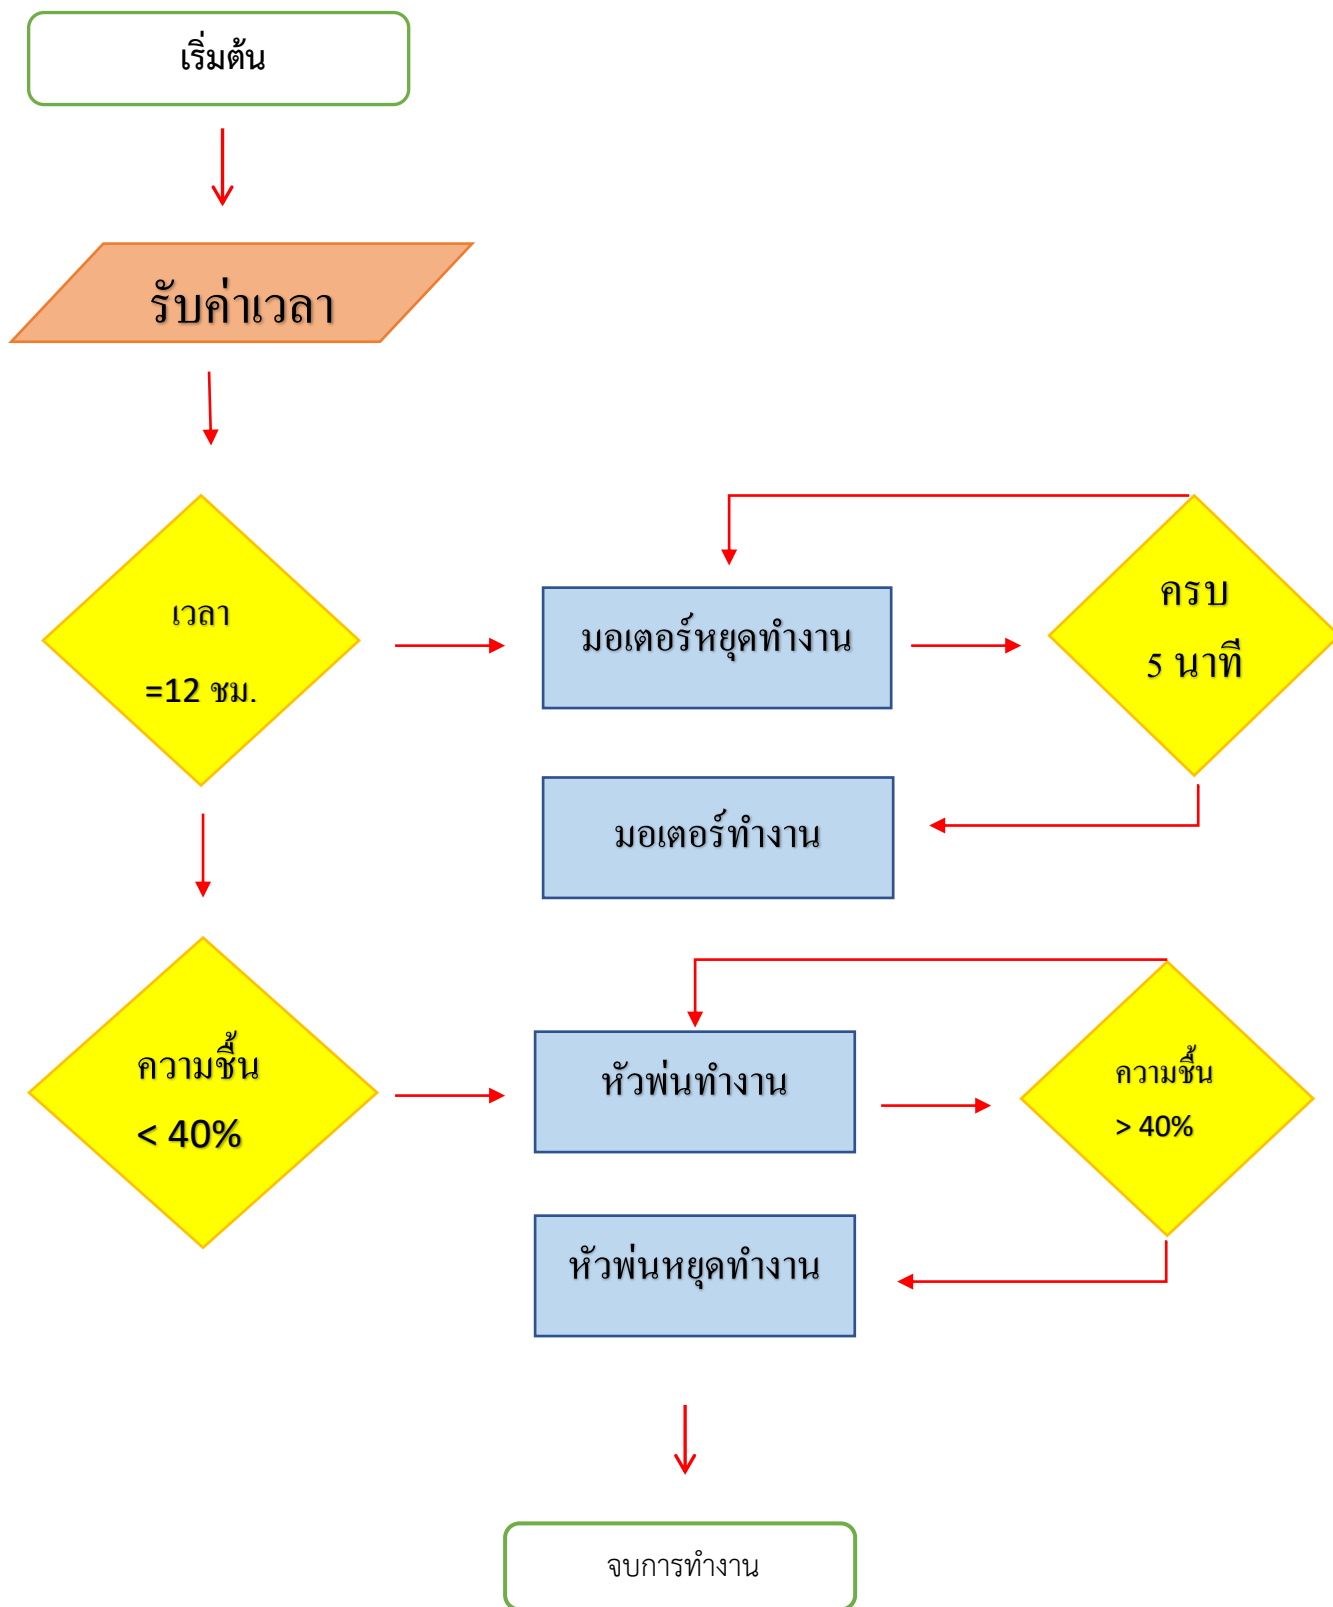 เริ่มต้น
รับค่าเวลา
เวลา
=12 ชม.
มอเตอร์หยุดทำงาน
ครบ
5 นาที
มอเตอร์ทำงาน
ความชื้น
< 40%
หัวพ่นทำงาน
ความชื้น
> 40%
หัวพ่นหยุดทำงาน
จบการทำงาน